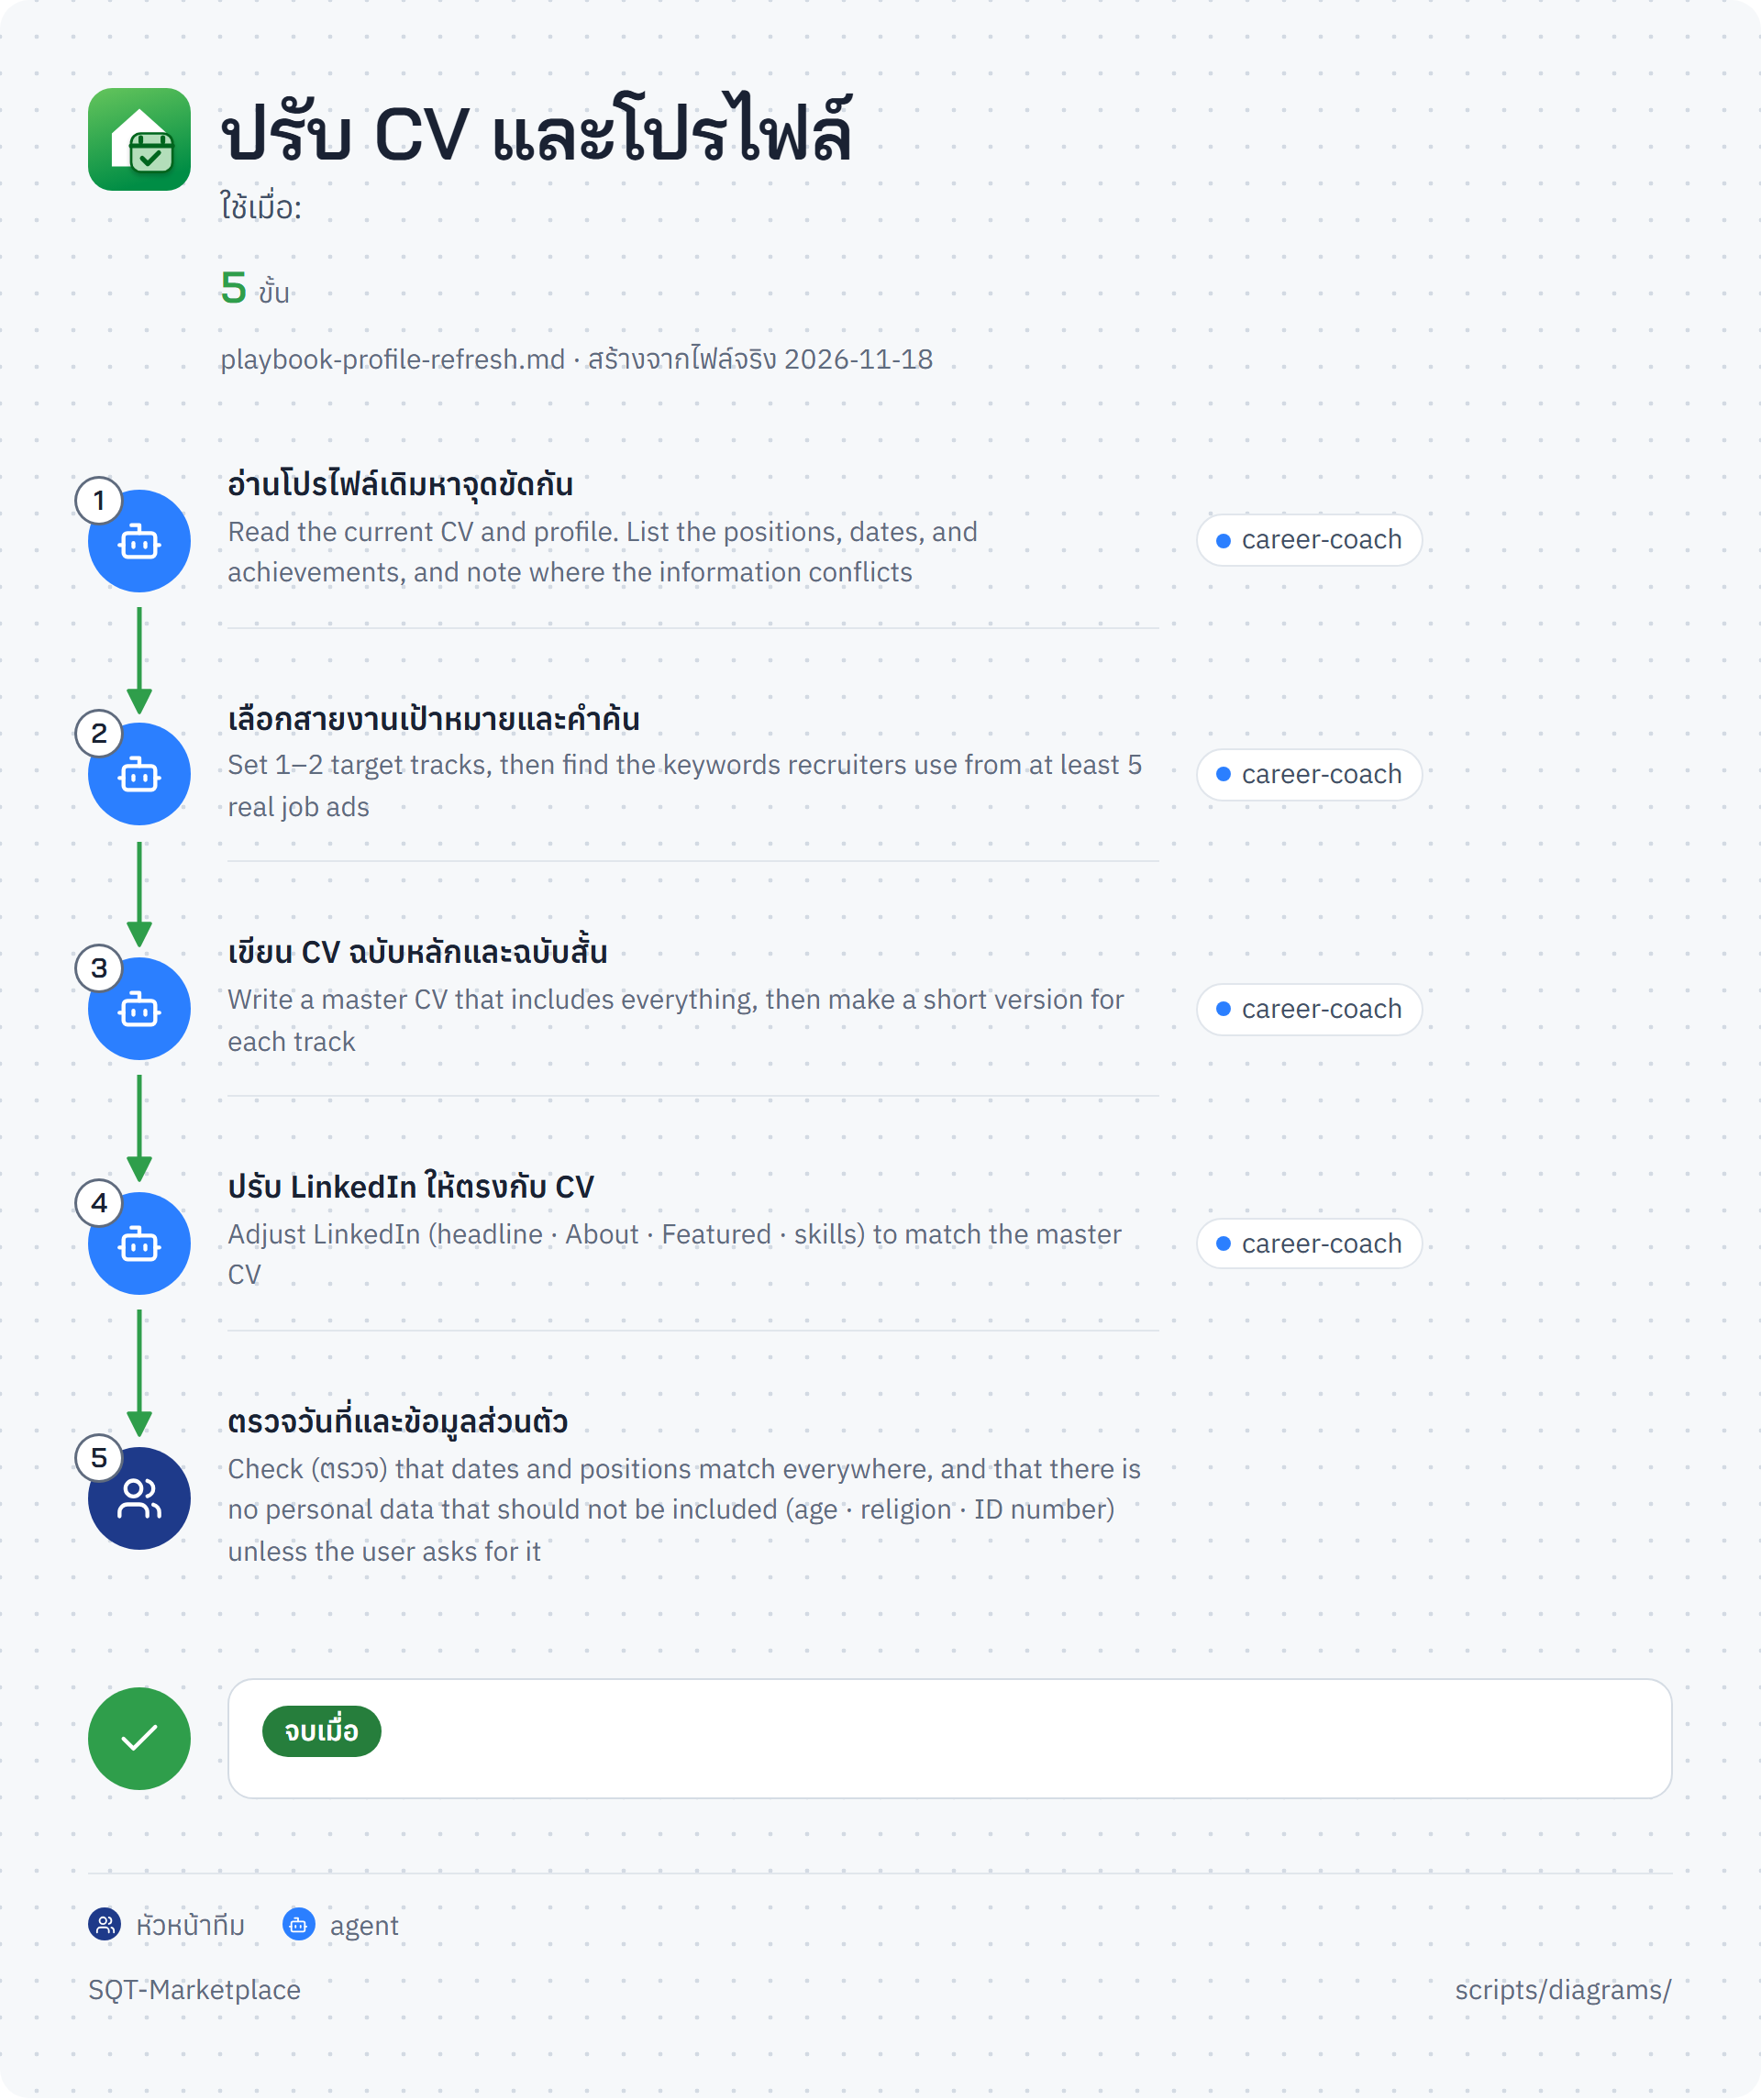 ปรับ CV และโปรไฟล์
ใช้เมื่อ:
5 ขั้น
playbook-profile-refresh.md · สร้างจากไฟล์จริง 2026-11-18
1
อ่านโปรไฟล์เดิมหาจุดขัดกัน
Read the current CV and profile. List the positions, dates, and
achievements, and note where the information conflicts
career-coach
2
เลือกสายงานเป้าหมายและคำค้น
Set 1–2 target tracks, then find the keywords recruiters use from at least 5
real job ads
career-coach
3
เขียน CV ฉบับหลักและฉบับสั้น
Write a master CV that includes everything, then make a short version for
each track
career-coach
4
ปรับ LinkedIn ให้ตรงกับ CV
Adjust LinkedIn (headline · About · Featured · skills) to match the master
CV
career-coach
5
ตรวจวันที่และข้อมูลส่วนตัว
Check (ตรวจ) that dates and positions match everywhere, and that there is
no personal data that should not be included (age · religion · ID number)
unless the user asks for it
จบเมื่อ
หัวหน้าทีม agent
SQT-Marketplace scripts/diagrams/